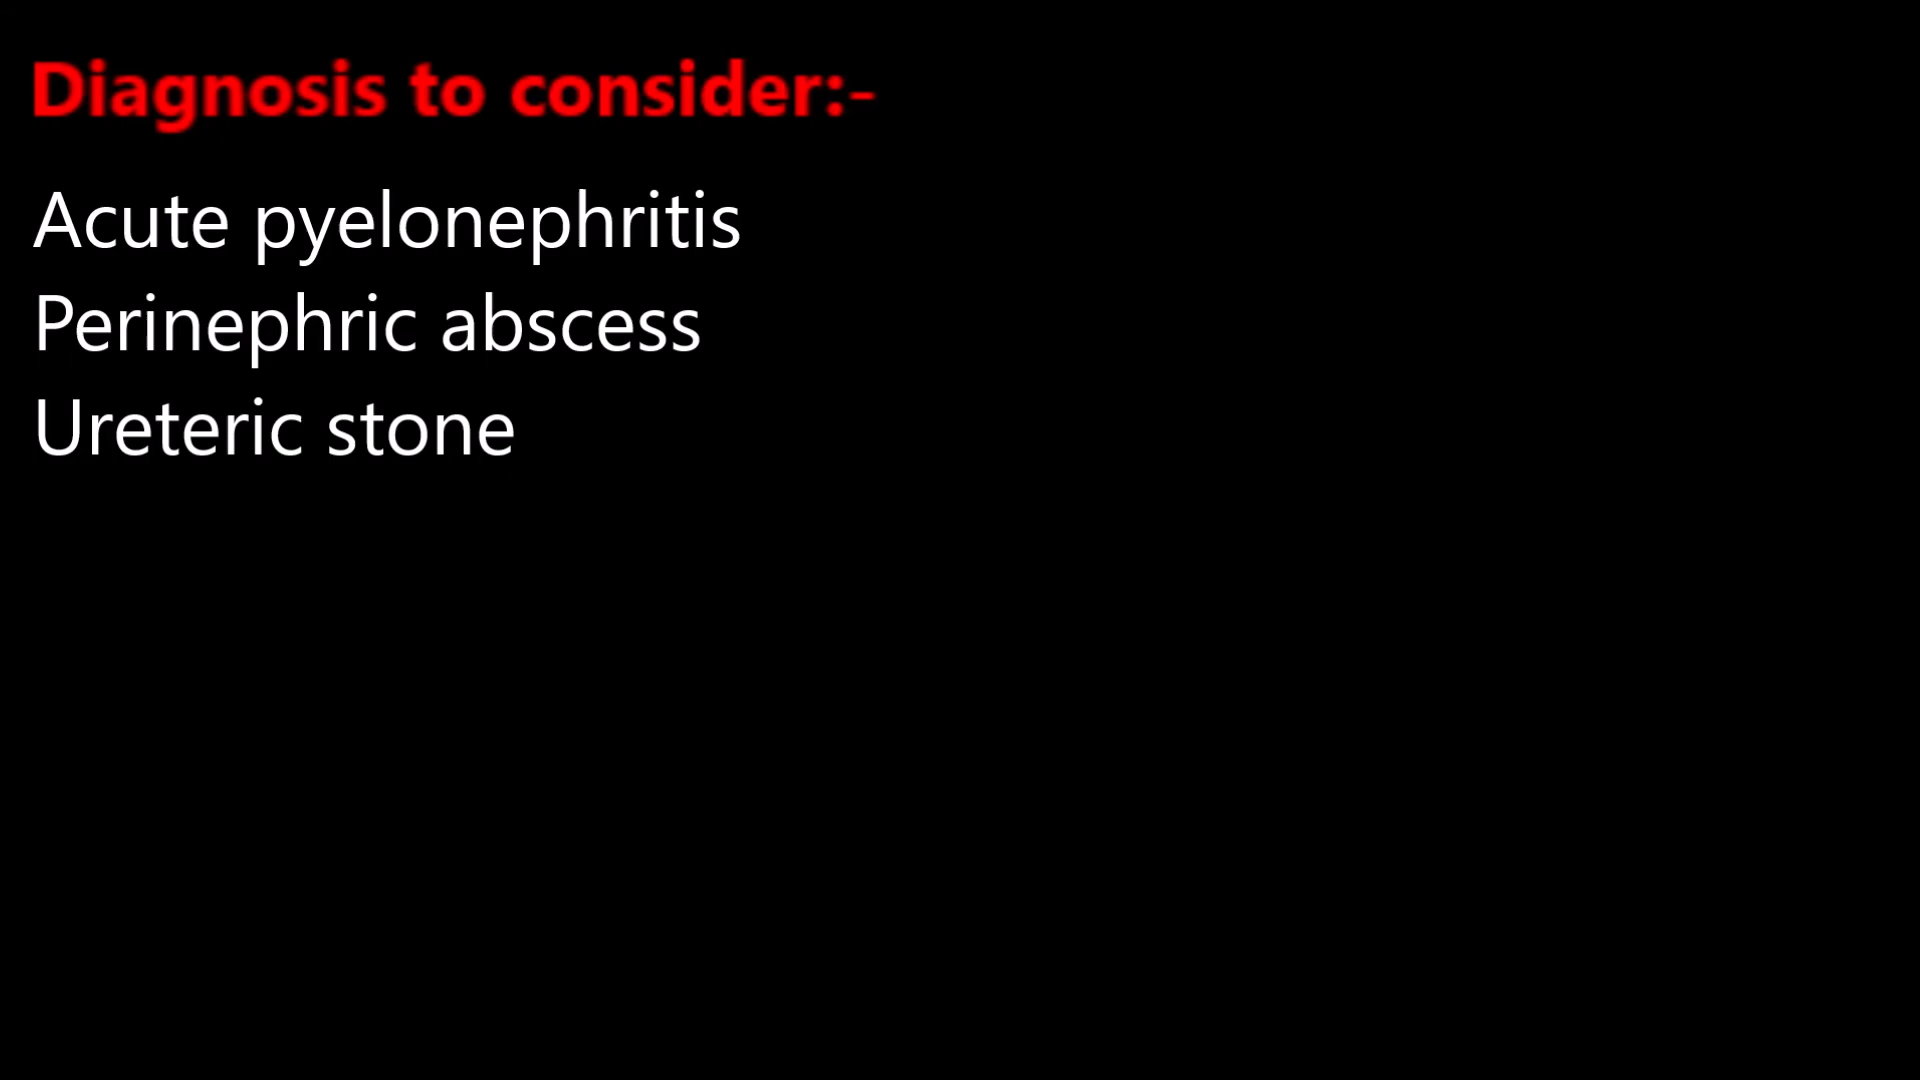 Diagnosis to consider:-
Acute pyelonephritis
Perinephric abscess
Ureteric stone